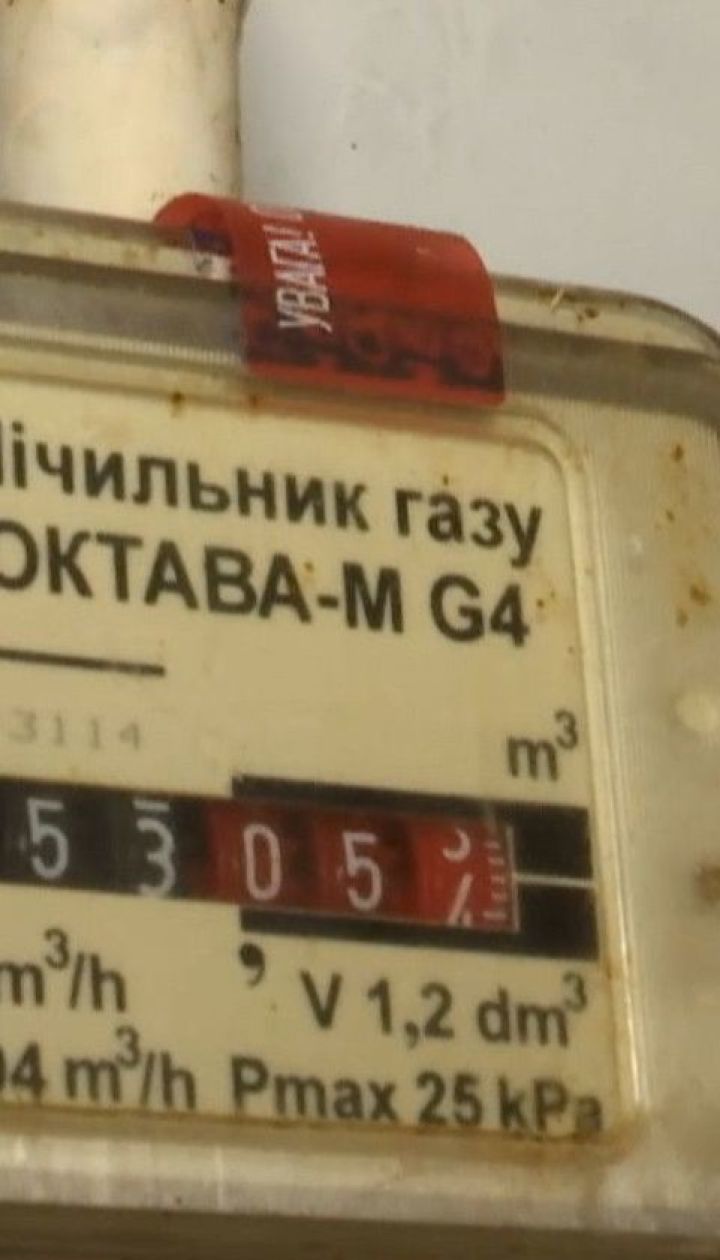 УВАГА!
лічильник газу
ОКТАВА-М G4
3114
m³
5 3 0 5
m³/h
, V 1,2 dm³
04 m³/h Pmax 25 kPa